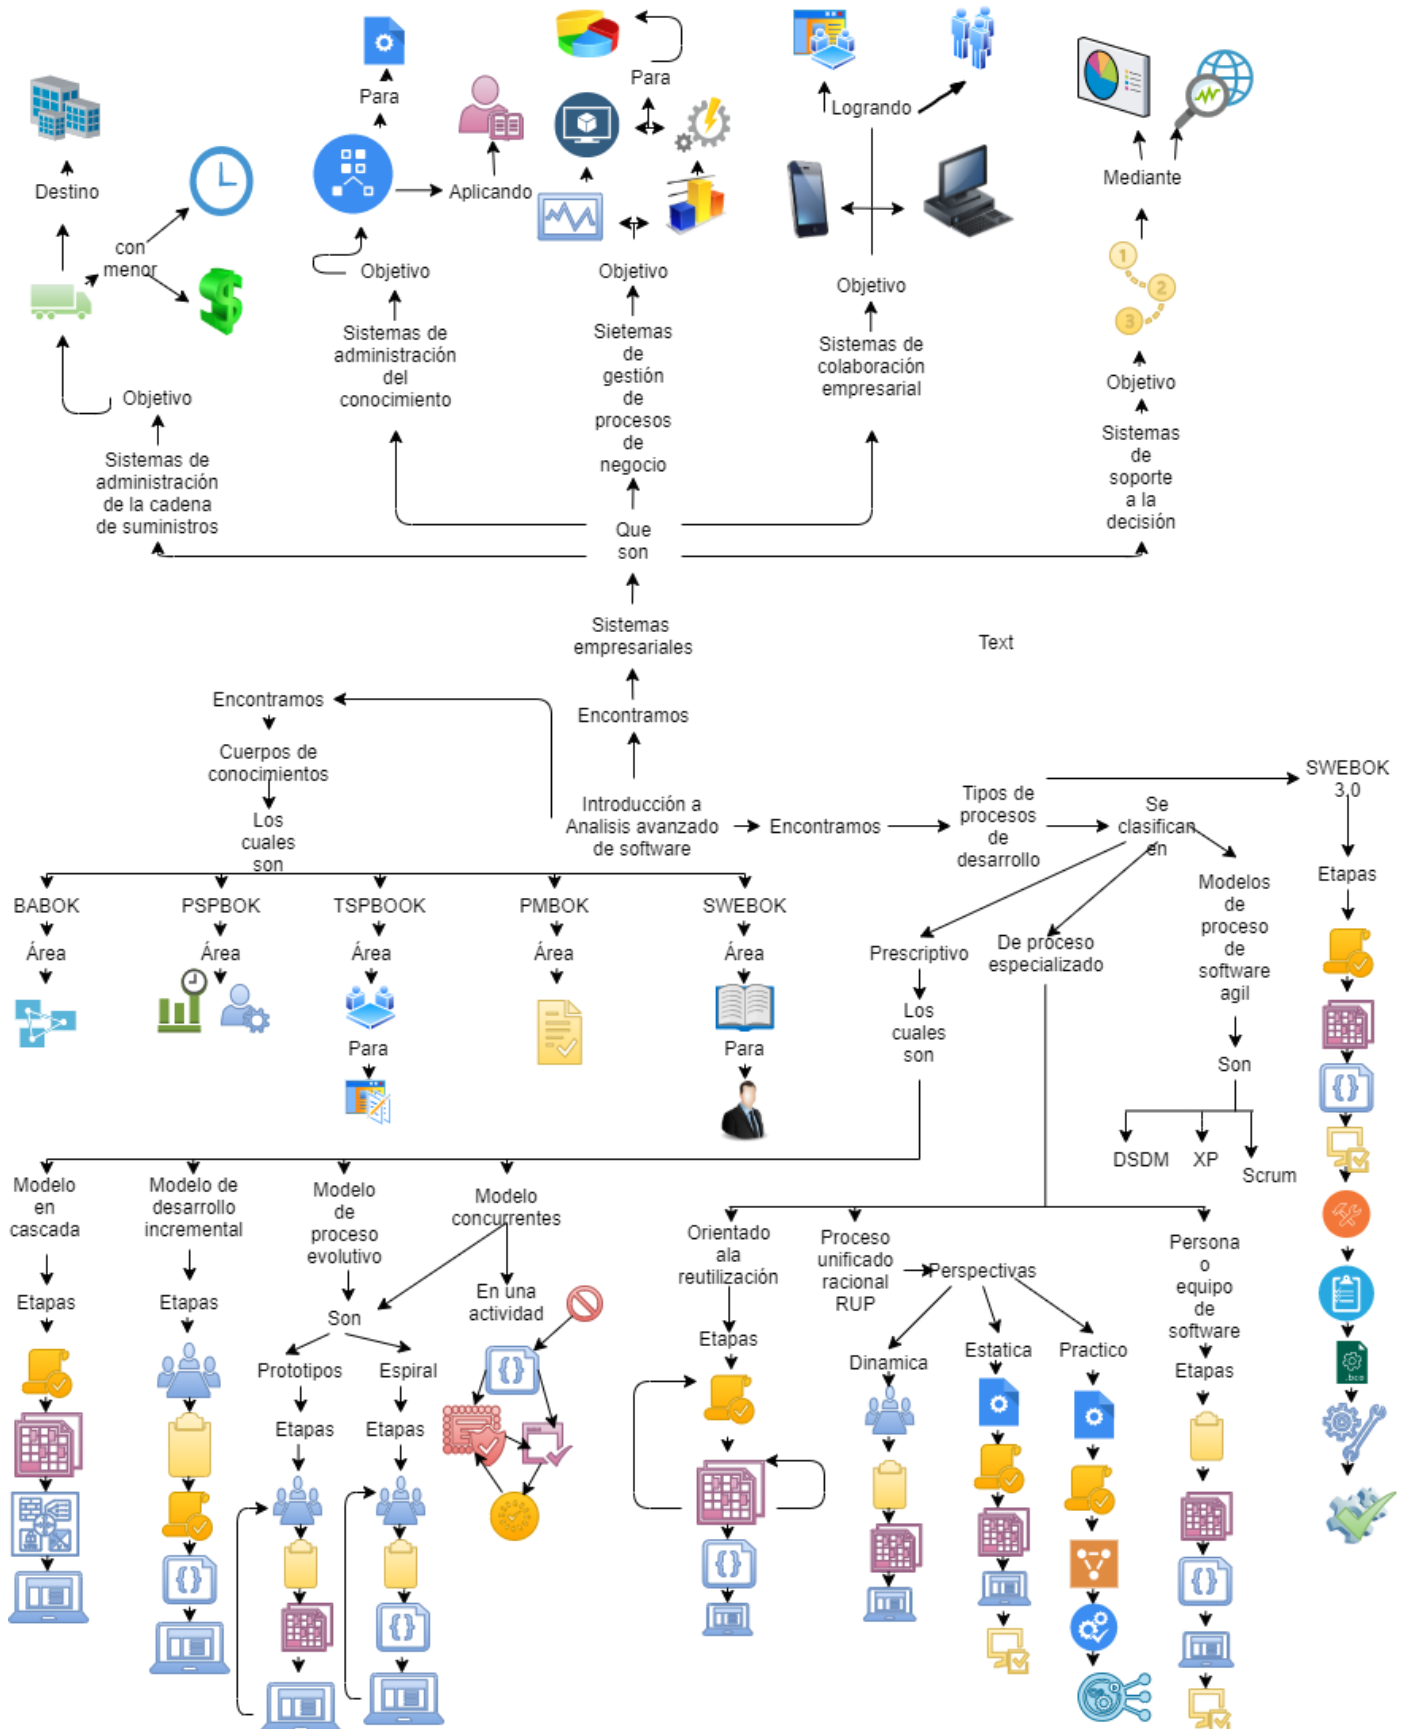 Para
Logrando
Para
Mediante
Destino
Aplicando
con
menor
Objetivo
Objetivo
Objetivo
Sistemas de
administración
del
conocimiento
Sietemas
de
gestión
de
procesos
de
negocio
Sistemas de
colaboración
empresarial
Objetivo
Objetivo
Sistemas de
administración
de la cadena
de suministros
Sistemas
de
soporte
a la
decisión
Que
son
Sistemas
empresariales
Text
Encontramos
Encontramos
Cuerpos de
conocimientos
Los
cuales
son
Introducción a
Analisis avanzado
de software
Encontramos
Tipos de
procesos
de
desarrollo
Se
clasifican
en
SWEBOK
3.0
Etapas
Modelos
de
proceso
de
software
agil
BABOK
PSPBOK
TSPBOOK
PMBOK
SWEBOK
Área
Área
Área
Área
Área
Prescriptivo
De proceso
especializado
Los
cuales
son
Para
Para
Son
DSDM
XP
Scrum
Modelo
en
cascada
Modelo de
desarrollo
incremental
Modelo
de
proceso
evolutivo
Modelo
concurrentes
Orientado
ala
reutilización
Proceso
unificado
racional
RUP
Perspectivas
Persona
o
equipo
de
software
Etapas
Etapas
Son
En una
actividad
Etapas
Dinamica
Estatica
Practico
Etapas
Prototipos
Espiral
Etapas
Etapas
.bco